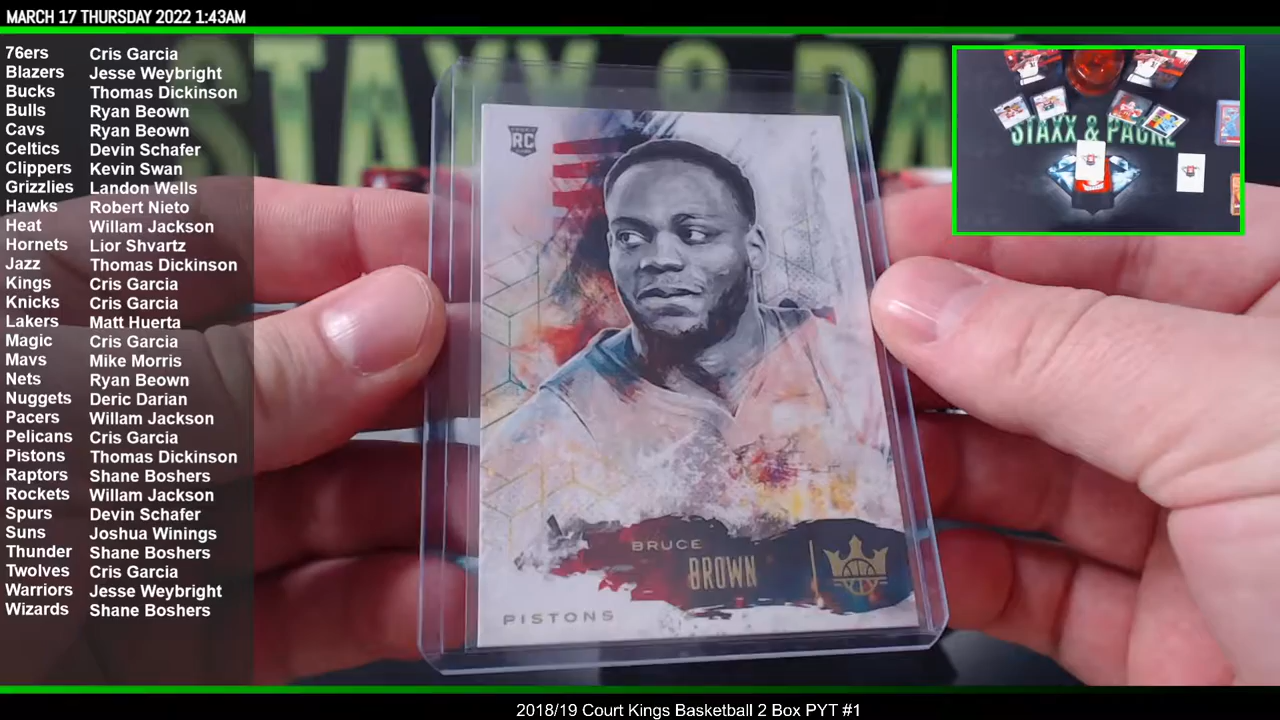 MARCH 17 THURSDAY 2022 1:43AM
76ers Cris Garcia
Blazers Jesse Weybright
Bucks Thomas Dickinson
Bulls Ryan Beown
Cavs Ryan Beown
Celtics Devin Schafer
Clippers Kevin Swan
Grizzlies Landon Wells
Hawks Robert Nieto
Heat Willam Jackson
Hornets Lior Shvartz
Jazz Thomas Dickinson
Kings Cris Garcia
Knicks Cris Garcia
Lakers Matt Huerta
Magic Cris Garcia
Mavs Mike Morris
Nets Ryan Beown
Nuggets Deric Darian
Pacers Willam Jackson
Pelicans Cris Garcia
Pistons Thomas Dickinson
Raptors Shane Boshers
Rockets Willam Jackson
Spurs Devin Schafer
Suns Joshua Winings
Thunder Shane Boshers
Twolves Cris Garcia
Warriors Jesse Weybright
Wizards Shane Boshers
STAXX &
RC
BRUCE
BROWN
PISTONS
STAXX &
2018/19 Court Kings Basketball 2 Box PYT #1